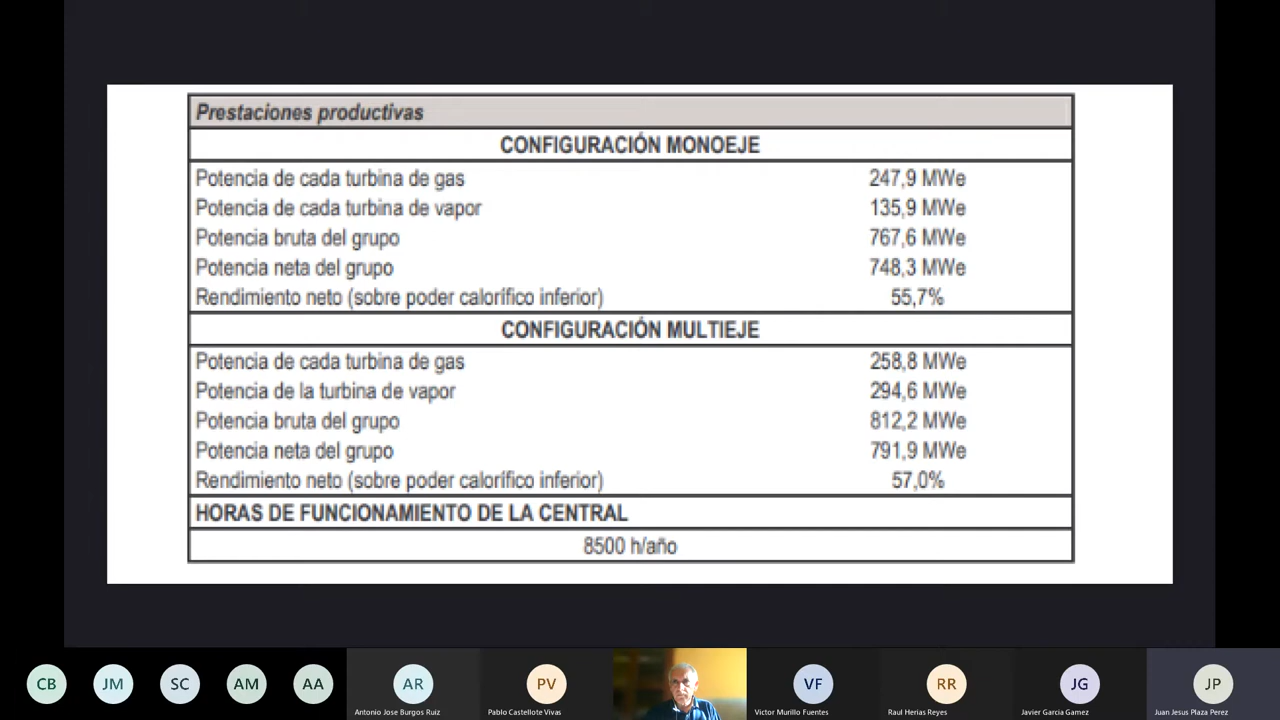 Prestaciones productivas
CONFIGURACIÓN MONOEJE
Potencia de cada turbina de gas 247,9 MWe
Potencia de cada turbina de vapor 135,9 MWe
Potencia bruta del grupo 767,6 MWe
Potencia neta del grupo 748,3 MWe
Rendimiento neto (sobre poder calorífico inferior) 55,7%
CONFIGURACIÓN MULTIEJE
Potencia de cada turbina de gas 258,8 MWe
Potencia de la turbina de vapor 294,6 MWe
Potencia bruta del grupo 812,2 MWe
Potencia neta del grupo 791,9 MWe
Rendimiento neto (sobre poder calorífico inferior) 57,0%
HORAS DE FUNCIONAMIENTO DE LA CENTRAL
8500 h/año
CB JM SC AM AA AR PV VF RR JG JP
Antonio Jose Burgos Ruiz Pablo Castellote Vivas Victor Murillo Fuentes Raul Herias Reyes Javier Garcia Gamez Juan Jesus Plaza Perez